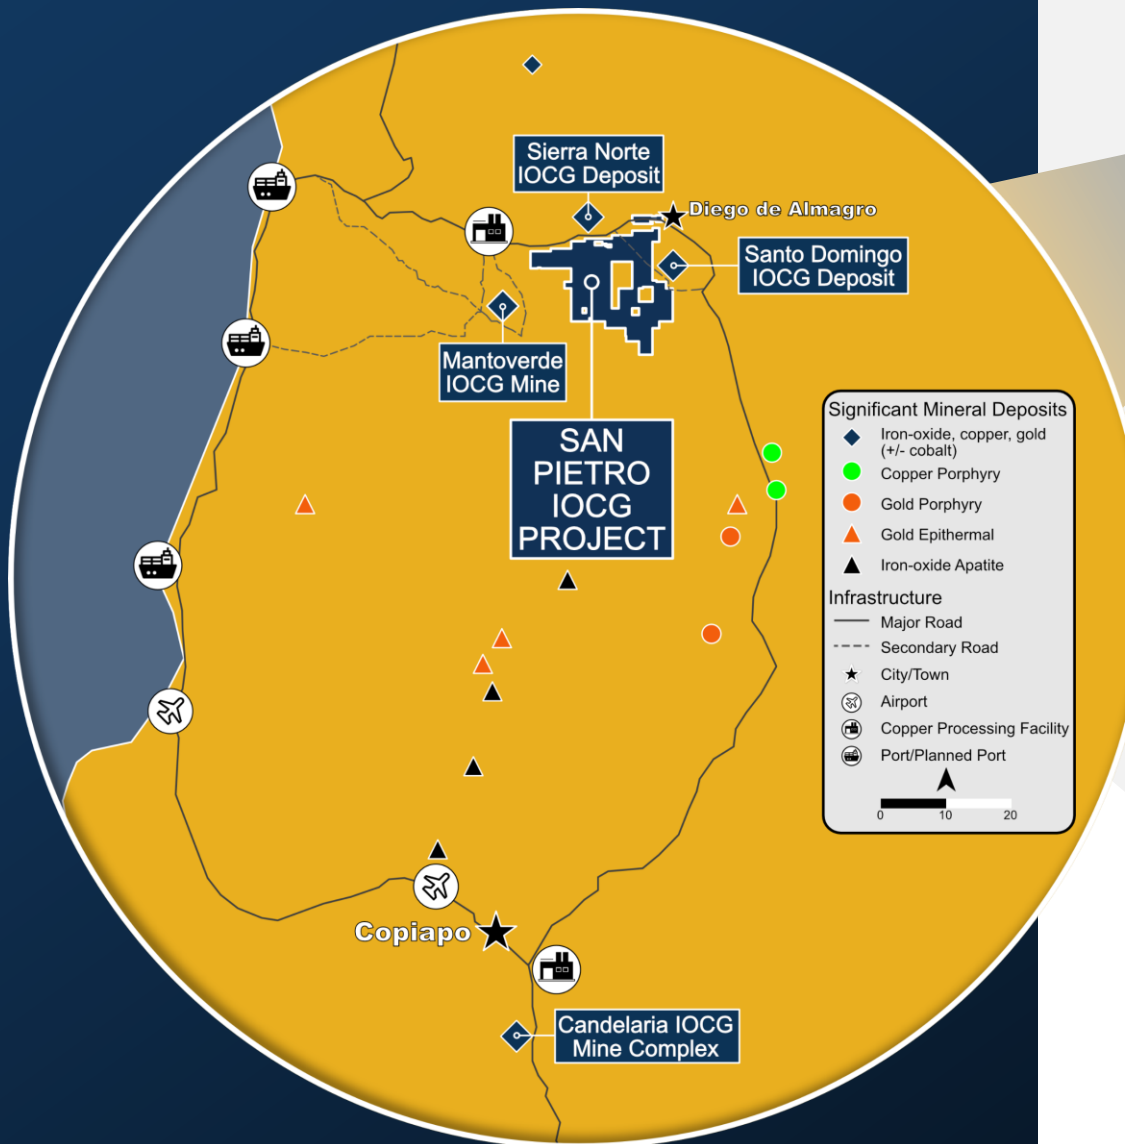 Sierra Norte
IOCG Deposit
Diego de Almagro
Santo Domingo
IOCG Deposit
Mantoverde
IOCG Mine
SAN
PIETRO
IOCG
PROJECT
Significant Mineral Deposits
Iron-oxide, copper, gold
(+/- cobalt)
Copper Porphyry
Gold Porphyry
Gold Epithermal
Iron-oxide Apatite
Infrastructure
Major Road
Secondary Road
City/Town
Airport
Copper Processing Facility
Port/Planned Port
0 10 20
Copiapo
Candelaria IOCG
Mine Complex